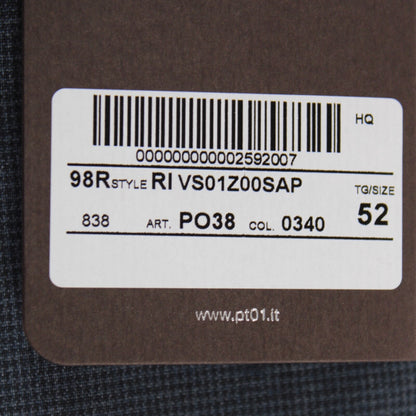 HQ
000000000002592007
98R STYLE RI VS01Z00SAP
TG/SIZE
838 ART. PO38 COL. 0340 52
www.pt01.it